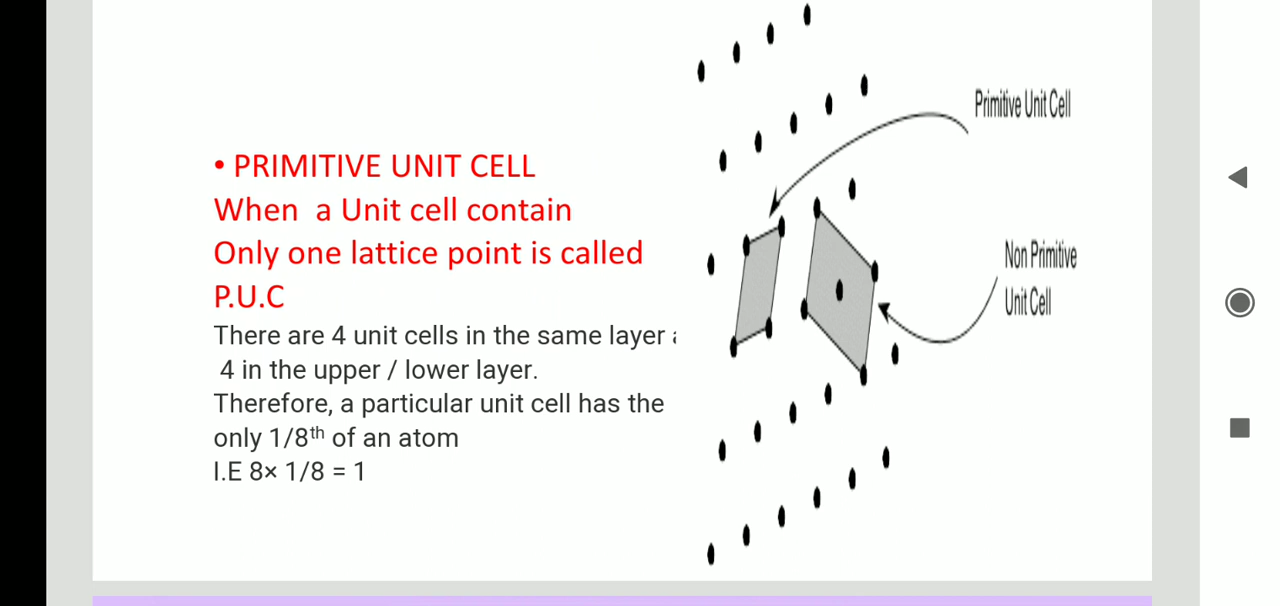 • PRIMITIVE UNIT CELL
When a Unit cell contain
Only one lattice point is called
P.U.C
There are 4 unit cells in the same layer
4 in the upper / lower layer.
Therefore, a particular unit cell has the
only 1/8th of an atom
I.E 8× 1/8 = 1
Primitive Unit Cell
Non Primitive
Unit Cell